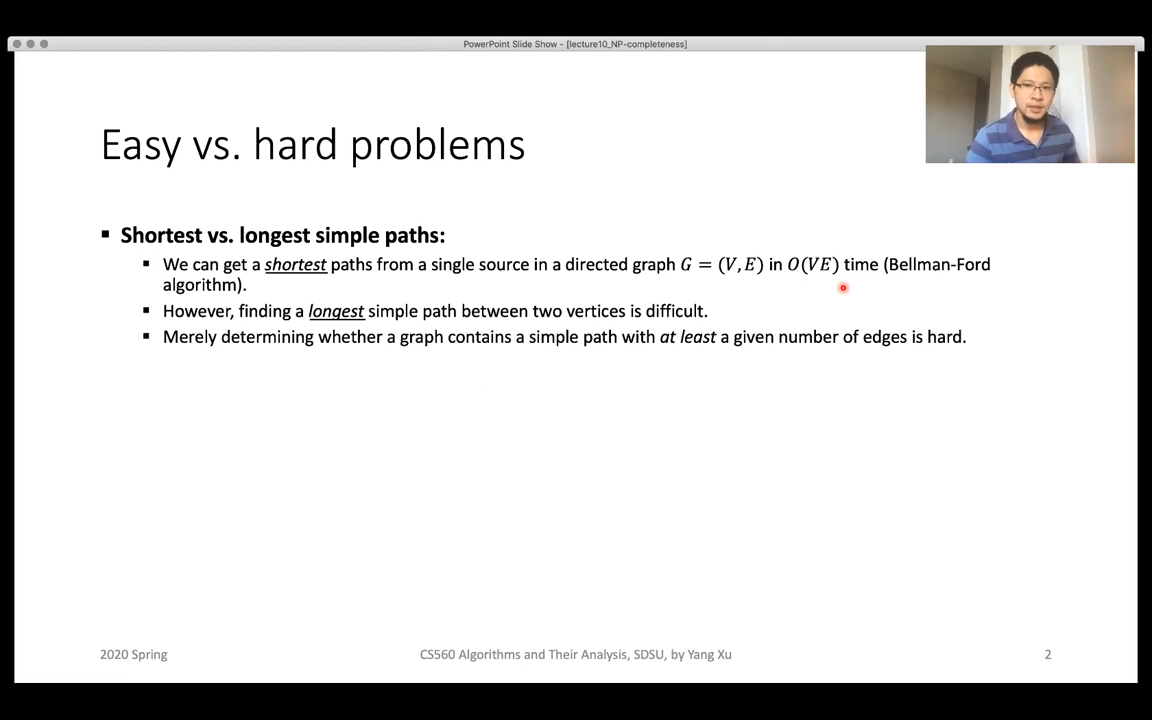 PowerPoint Slide Show - [lecture10_NP-completeness]
Easy vs. hard problems
▪ Shortest vs. longest simple paths:
▪ We can get a shortest paths from a single source in a directed graph G = (V, E) in O(VE) time (Bellman-Ford
algorithm).
▪ However, finding a longest simple path between two vertices is difficult.
▪ Merely determining whether a graph contains a simple path with at least a given number of edges is hard.
2020 Spring
CS560 Algorithms and Their Analysis, SDSU, by Yang Xu
2